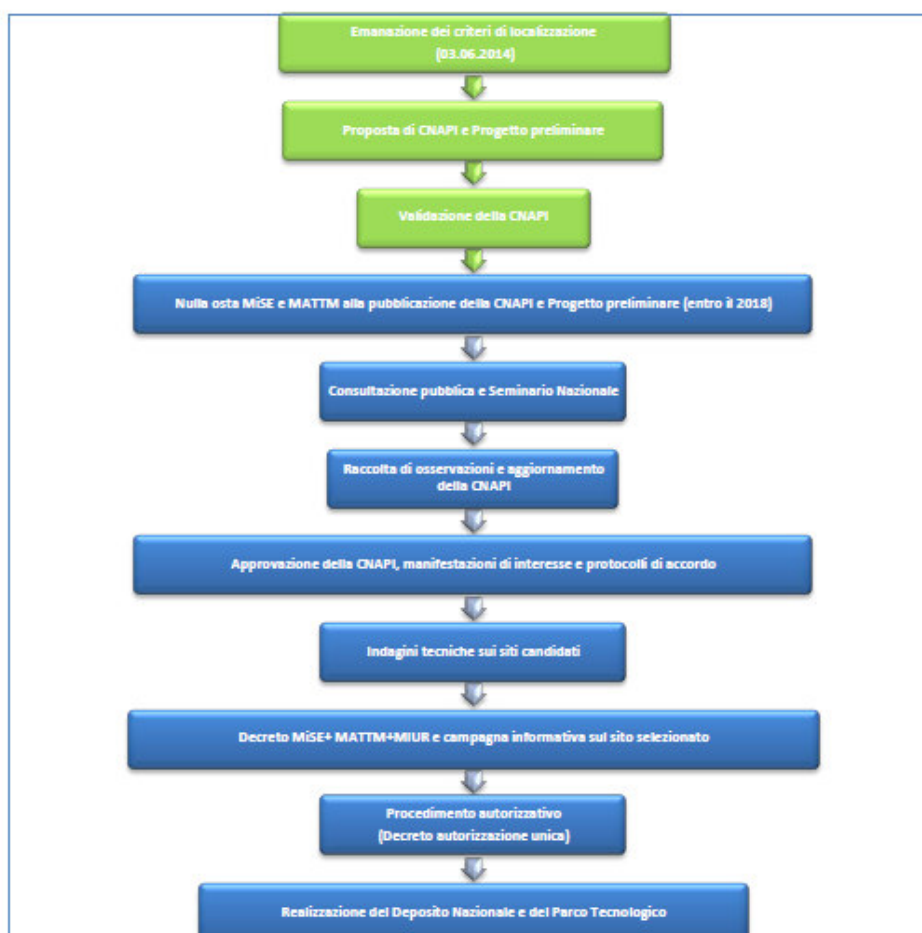 Emanazione dei criteri di localizzazione
(03.06.2014)
Proposta di CNAPI e Progetto preliminare
Validazione della CNAPI
Nulla osta MiSE e MATTM alla pubblicazione della CNAPI e Progetto preliminare (entro il 2018)
Consultazione pubblica e Seminario Nazionale
Raccolta di osservazioni e aggiornamento
della CNAPI
Approvazione della CNAPI, manifestazioni di interesse e protocolli di accordo
Indagini tecniche sui siti candidati
Decreto MiSE+ MATTM+MIUR e campagna informativa sul sito selezionato
Procedimento autorizzativo
(Decreto autorizzazione unica)
Realizzazione del Deposito Nazionale e del Parco Tecnologico